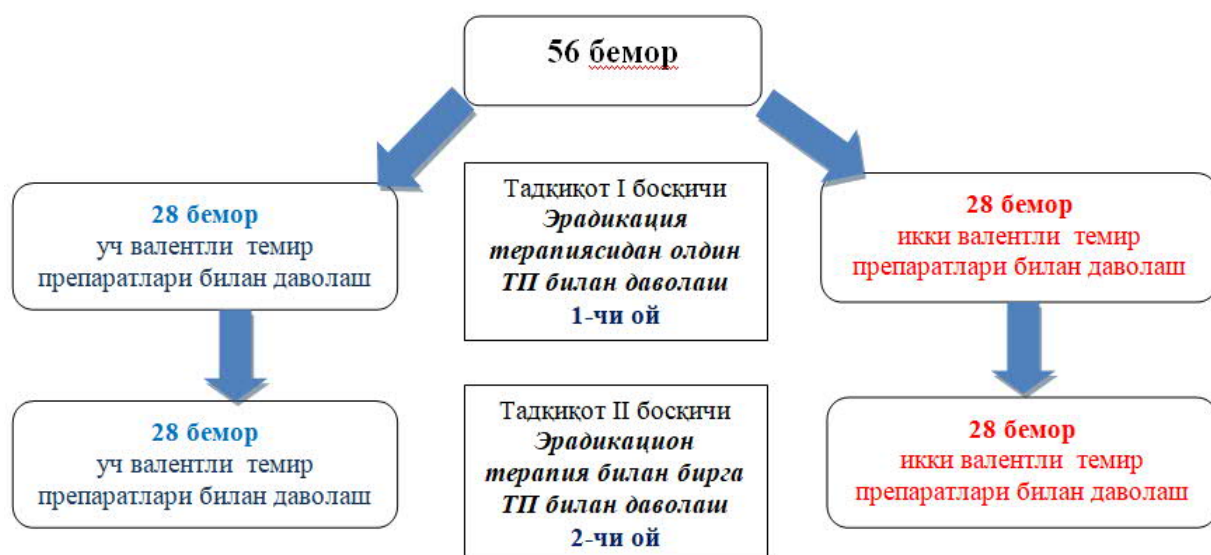 56 бемор
28 бемор
уч валентли темир
препаратлари билан даволаш
Тадқиқот I босқичи
Эрадикация
терапиясидан олдин
ТП билан даволаш
1-чи ой
28 бемор
икки валентли темир
препаратлари билан даволаш
28 бемор
уч валентли темир
препаратлари билан даволаш
Тадқиқот II босқичи
Эрадикацион
терапия билан бирга
ТП билан даволаш
2-чи ой
28 бемор
икки валентли темир
препаратлари билан даволаш